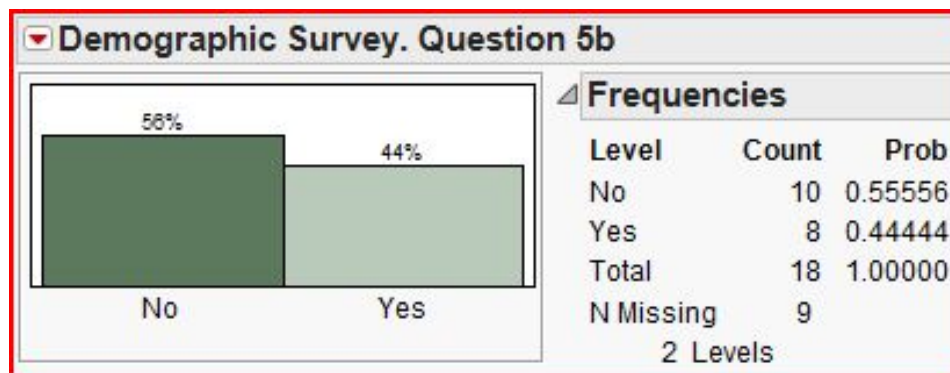 Demographic Survey. Question 5b
56%
44%
No Yes
Frequencies
Level Count Prob
No 10 0.55556
Yes 8 0.44444
Total 18 1.00000
N Missing 9
2 Levels